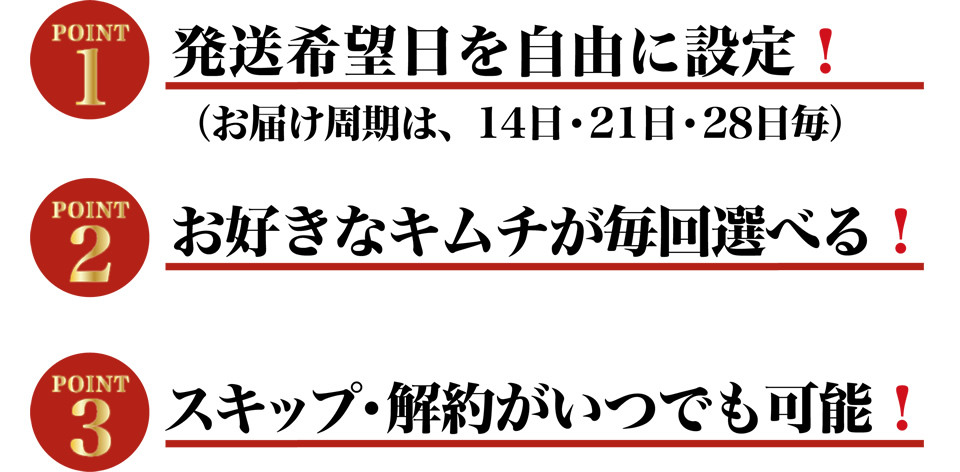 POINT
1
発送希望日を自由に設定!
(お届け周期は、14日・21日・28日毎)
POINT
2
お好きなキムチが毎回選べる!
POINT
3
スキップ・解約がいつでも可能!